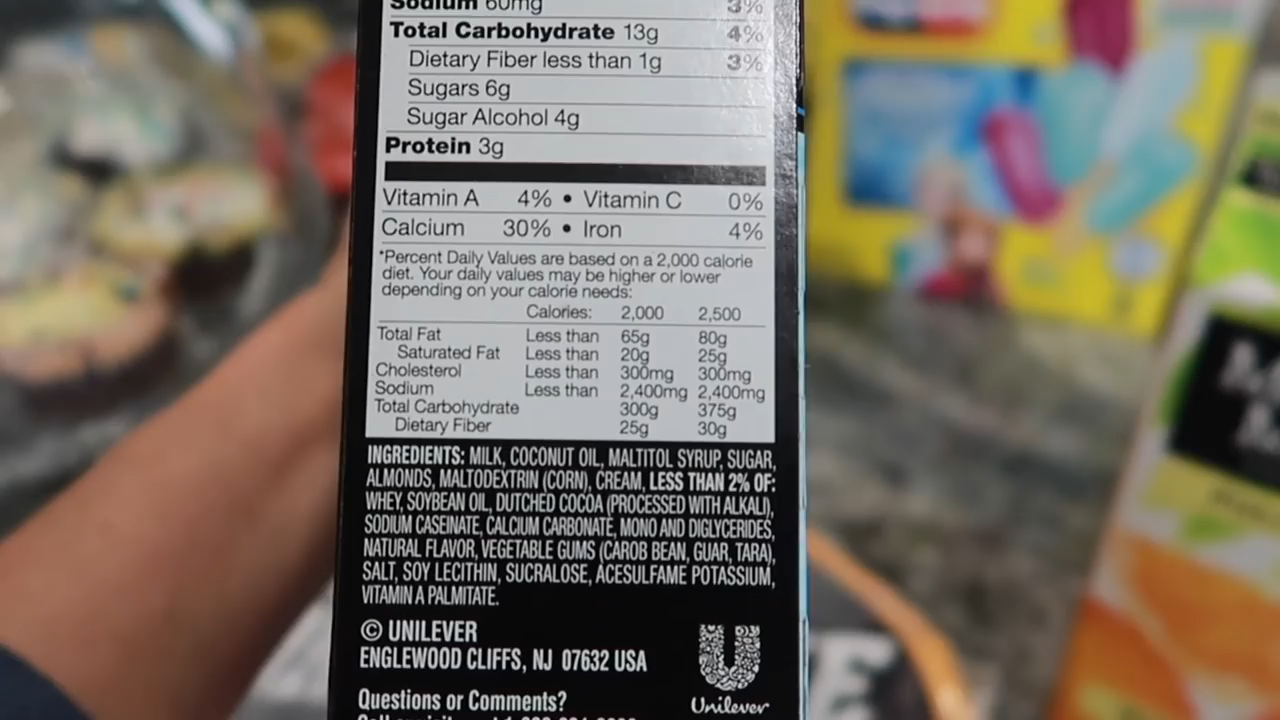 Sodium 60mg 3%
Total Carbohydrate 13g 4%
Dietary Fiber less than 1g 3%
Sugars 6g
Sugar Alcohol 4g
Protein 3g
Vitamin A 4% • Vitamin C 0%
Calcium 30% • Iron 4%
*Percent Daily Values are based on a 2,000 calorie
diet. Your daily values may be higher or lower
depending on your calorie needs:
Calories: 2,000 2,500
Total Fat Less than 65g 80g
Saturated Fat Less than 20g 25g
Cholesterol Less than 300mg 300mg
Sodium Less than 2,400mg 2,400mg
Total Carbohydrate 300g 375g
Dietary Fiber 25g 30g
INGREDIENTS: MILK, COCONUT OIL, MALTITOL SYRUP, SUGAR,
ALMONDS, MALTODEXTRIN (CORN), CREAM, LESS THAN 2% OF:
WHEY, SOYBEAN OIL, DUTCHED COCOA (PROCESSED WITH ALKALI),
SODIUM CASEINATE, CALCIUM CARBONATE, MONO AND DIGLYCERIDES,
NATURAL FLAVOR, VEGETABLE GUMS (CAROB BEAN, GUAR, TARA),
SALT, SOY LECITHIN, SUCRALOSE, ACESULFAME POTASSIUM,
VITAMIN A PALMITATE.
© UNILEVER
ENGLEWOOD CLIFFS, NJ 07632 USA
Unilever
Questions or Comments?